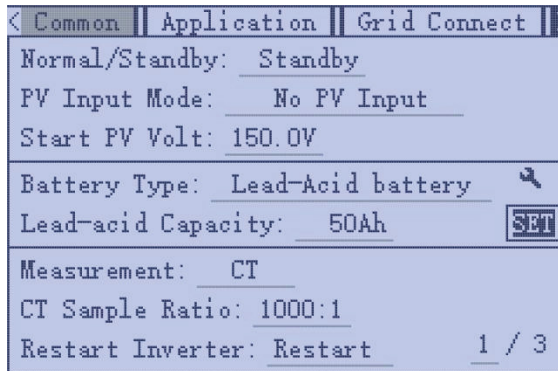 < Common Application Grid Connect
Normal/Standby: Standby
PV Input Mode: No PV Input
Start PV Volt: 150.0V
Battery Type: Lead-Acid battery
Lead-acid Capacity: 50Ah SET
Measurement: CT
CT Sample Ratio: 1000:1
Restart Inverter: Restart 1 / 3